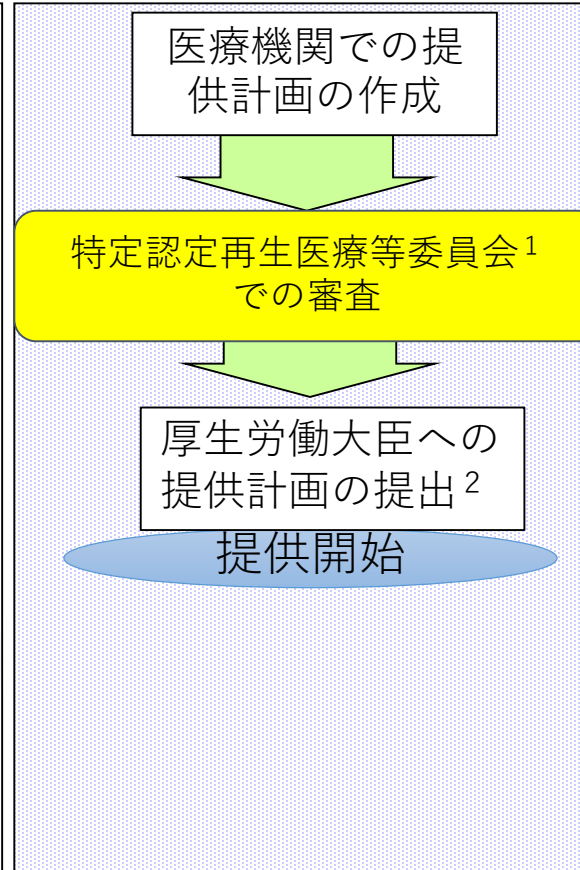 医療機関での提
供計画の作成
特定認定再生医療等委員会1
での審査
厚生労働大臣への
提供計画の提出2
提供開始